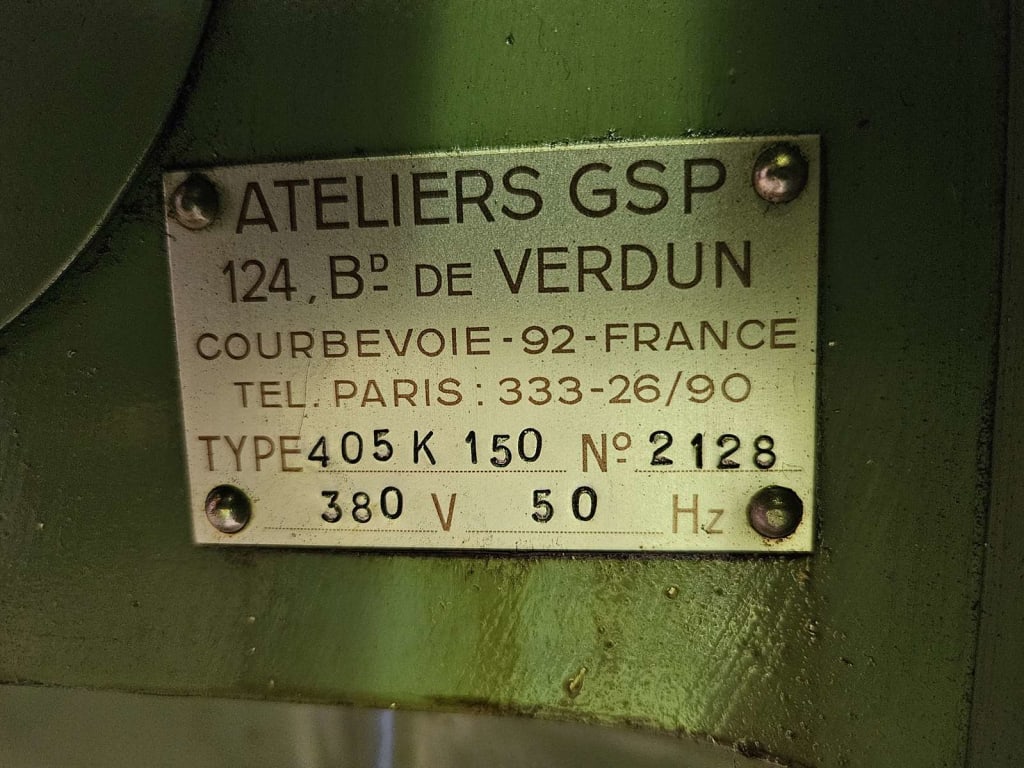 ATELIERS GSP
124, Bᴰ DE VERDUN
COURBEVOIE - 92 - FRANCE
TEL. PARIS : 333-26/90
TYPE 405 K 150 Nº 2128
380 V 50 Hz